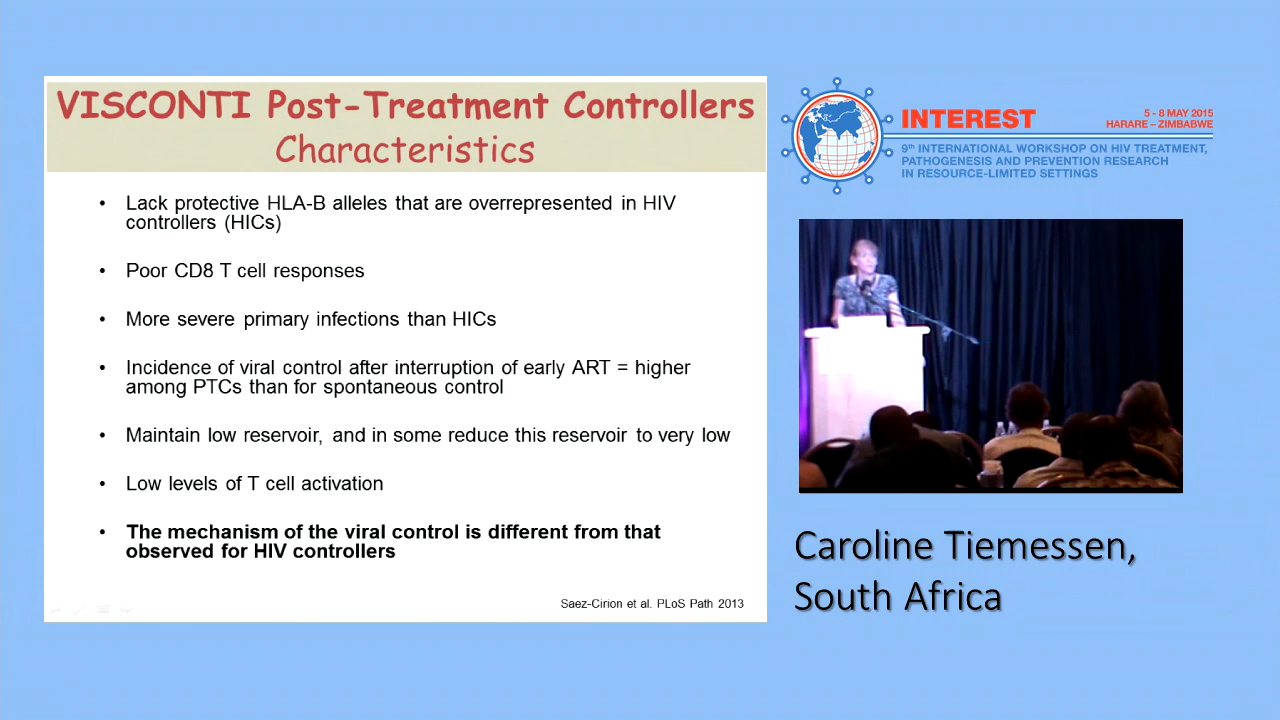 VISCONTI Post-Treatment Controllers
Characteristics
• Lack protective HLA-B alleles that are overrepresented in HIV
controllers (HICs)
• Poor CD8 T cell responses
• More severe primary infections than HICs
• Incidence of viral control after interruption of early ART = higher
among PTCs than for spontaneous control
• Maintain low reservoir, and in some reduce this reservoir to very low
• Low levels of T cell activation
• The mechanism of the viral control is different from that
observed for HIV controllers
Saez-Cirion et al. PLoS Path 2013
INTEREST
5 - 8 MAY 2015
HARARE – ZIMBABWE
9th INTERNATIONAL WORKSHOP ON HIV TREATMENT,
PATHOGENESIS AND PREVENTION RESEARCH
IN RESOURCE-LIMITED SETTINGS
Caroline Tiemessen,
South Africa